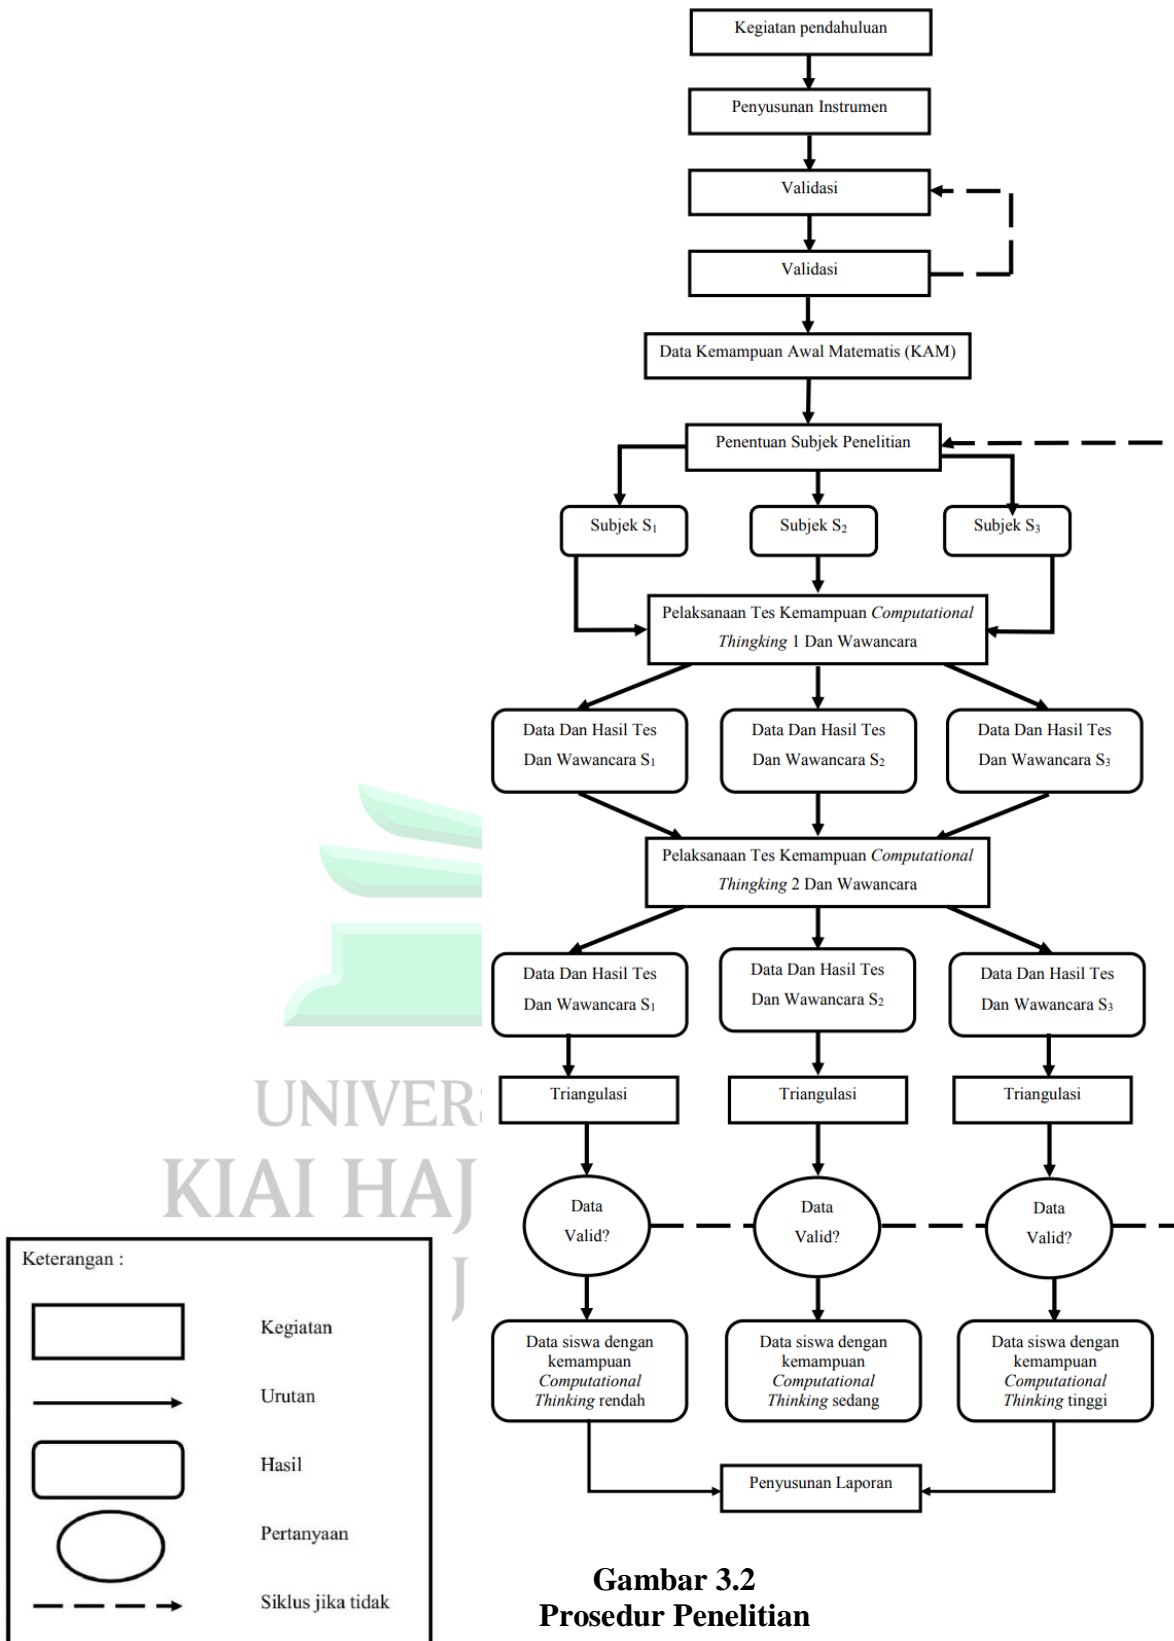 Kegiatan pendahuluan
Penyusunan Instrumen
Validasi
Validasi
Data Kemampuan Awal Matematis (KAM)
Penentuan Subjek Penelitian
Subjek S₁
Subjek S₂
Subjek S₃
Pelaksanaan Tes Kemampuan Computational
Thingking 1 Dan Wawancara
Data Dan Hasil Tes
Dan Wawancara S₁
Data Dan Hasil Tes
Dan Wawancara S₂
Data Dan Hasil Tes
Dan Wawancara S₃
Pelaksanaan Tes Kemampuan Computational
Thingking 2 Dan Wawancara
Data Dan Hasil Tes
Dan Wawancara S₁
Data Dan Hasil Tes
Dan Wawancara S₂
Data Dan Hasil Tes
Dan Wawancara S₃
Triangulasi
Triangulasi
Triangulasi
Data
Valid?
Data
Valid?
Data
Valid?
Data siswa dengan
kemampuan
Computational
Thinking rendah
Data siswa dengan
kemampuan
Computational
Thinking sedang
Data siswa dengan
kemampuan
Computational
Thinking tinggi
Penyusunan Laporan
UNIVER
KIAI HAJ
J
Keterangan :
Kegiatan
Urutan
Hasil
Pertanyaan
Siklus jika tidak
Gambar 3.2
Prosedur Penelitian